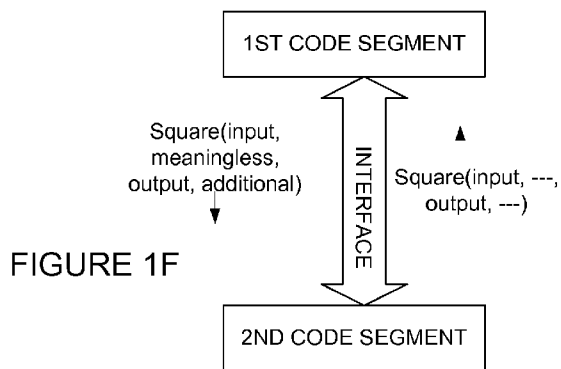 1ST CODE SEGMENT
Square(input,
meaningless,
output, additional)
INTERFACE
Square(input, ---,
output, ---)
FIGURE 1F
2ND CODE SEGMENT